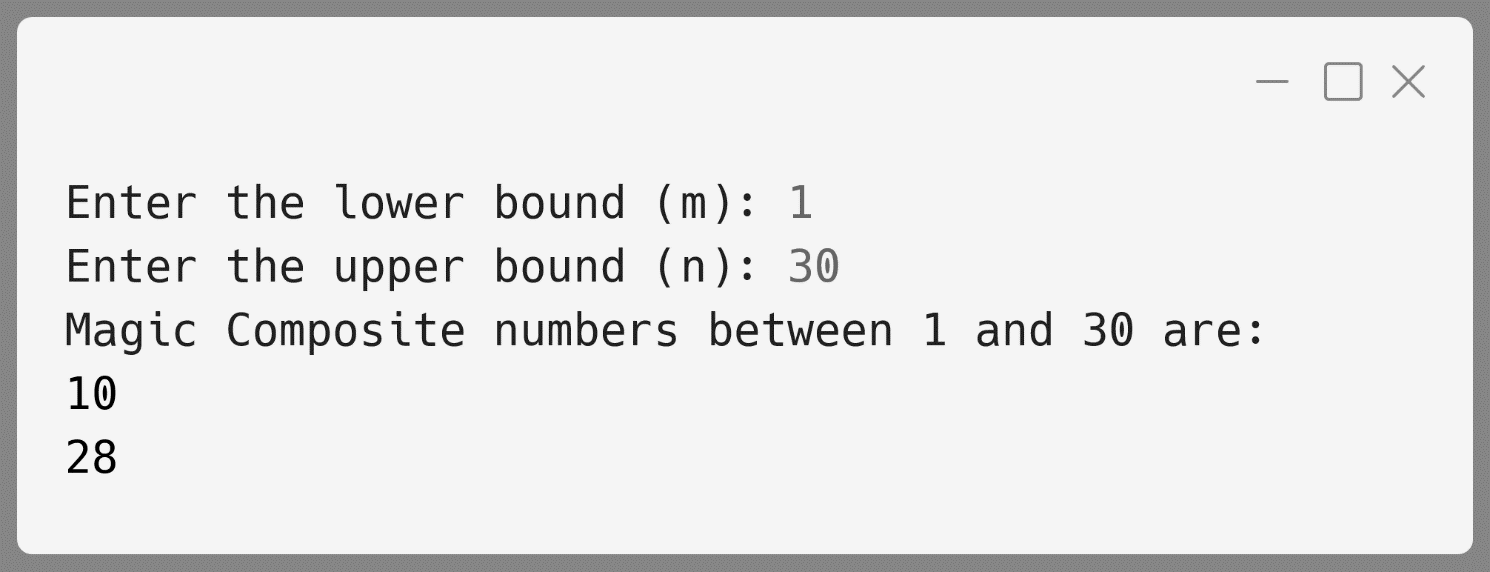 Enter the lower bound (m): 1
Enter the upper bound (n): 30
Magic Composite numbers between 1 and 30 are:
10
28